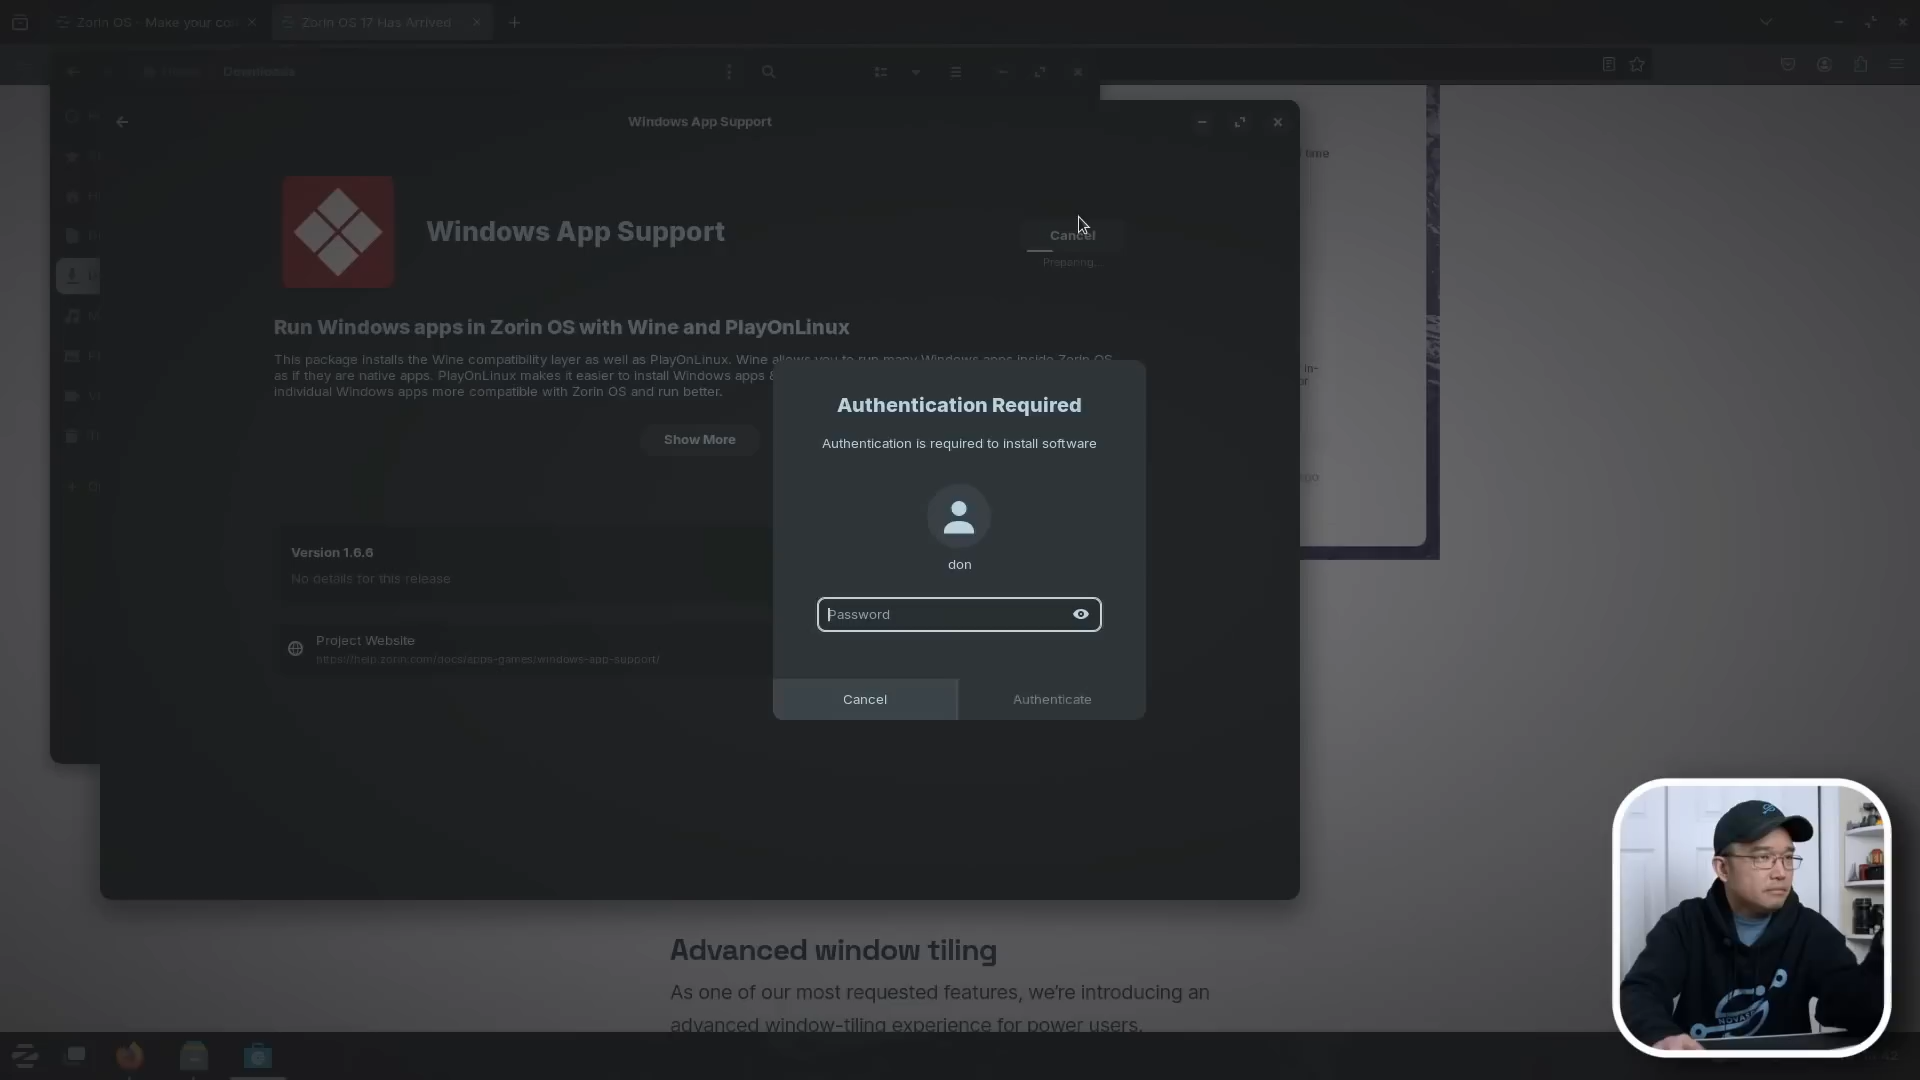 Zorin OS - Make your co
Zorin OS 17 Has Arrived
Downloads
Windows App Support
time
Windows App Support
Cancel
Preparing...
Run Windows apps in Zorin OS with Wine and PlayOnLinux
This package installs the Wine compatibility layer as well as PlayOnLinux. Wine allows you to run many Windows apps inside Zorin OS
as if they are native apps. PlayOnLinux makes it easier to install Windows apps &
individual Windows apps more compatible with Zorin OS and run better.
in-
or
Show More
Authentication Required
Authentication is required to install software
don
Password
Cancel
Authenticate
Version 1.6.6
No details for this release
Project Website
https://help.zorin.com/docs/apps-games/windows-app-support/
Advanced window tiling
As one of our most requested features, we're introducing an
advanced window-tiling experience for power users.